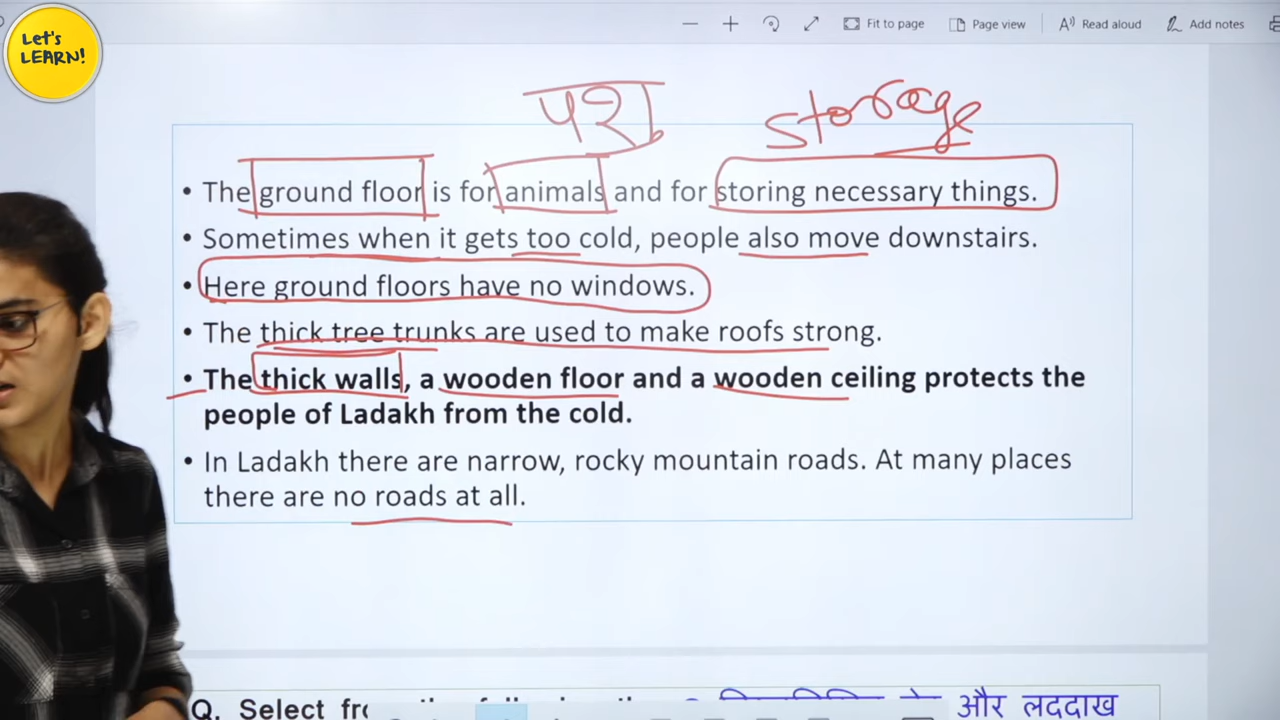 Let's
LEARN!
Fit to page
Page view
Read aloud
Add notes
storage
• The ground floor is for animals and for storing necessary things.
• Sometimes when it gets too cold, people also move downstairs.
• Here ground floors have no windows.
• The thick tree trunks are used to make roofs strong.
• The thick walls, a wooden floor and a wooden ceiling protects the
people of Ladakh from the cold.
• In Ladakh there are narrow, rocky mountain roads. At many places
there are no roads at all.
Q. Select
और लददाख